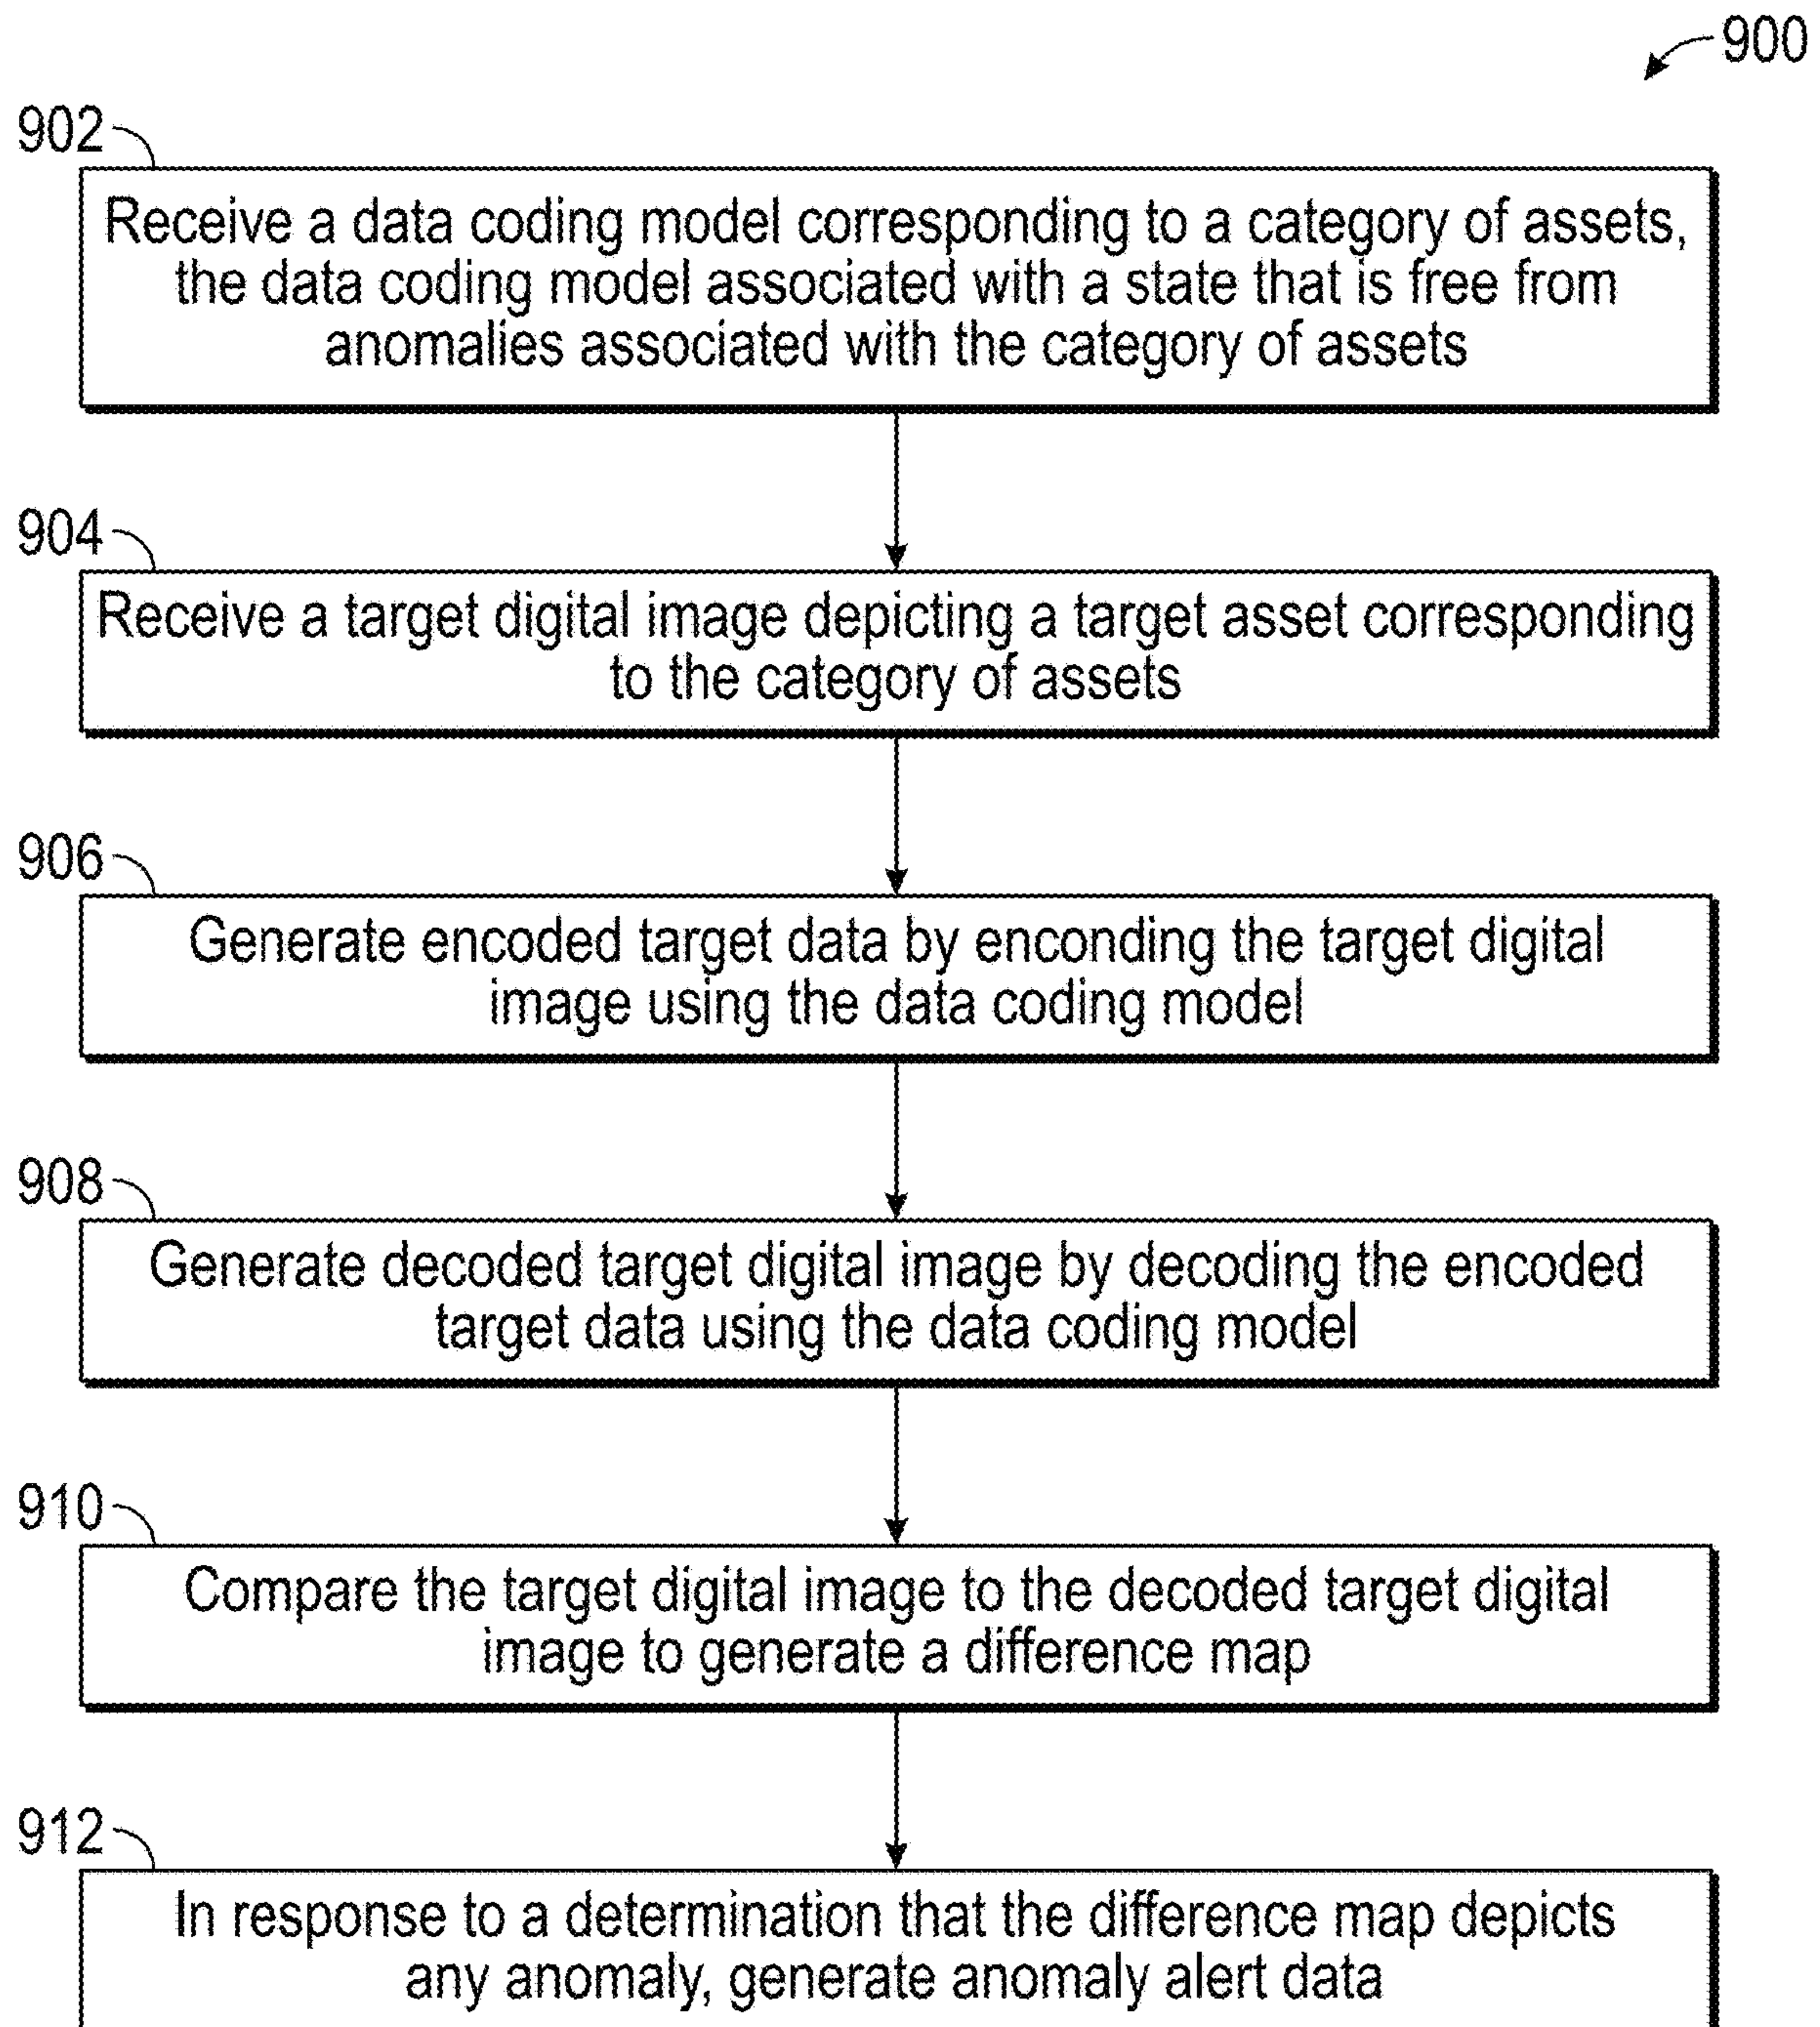 900
902
Receive a data coding model corresponding to a category of assets,
the data coding model associated with a state that is free from
anomalies associated with the category of assets
904
Receive a target digital image depicting a target asset corresponding
to the category of assets
906
Generate encoded target data by enconding the target digital
image using the data coding model
908
Generate decoded target digital image by decoding the encoded
target data using the data coding model
910
Compare the target digital image to the decoded target digital
image to generate a difference map
912
In response to a determination that the difference map depicts
any anomaly, generate anomaly alert data